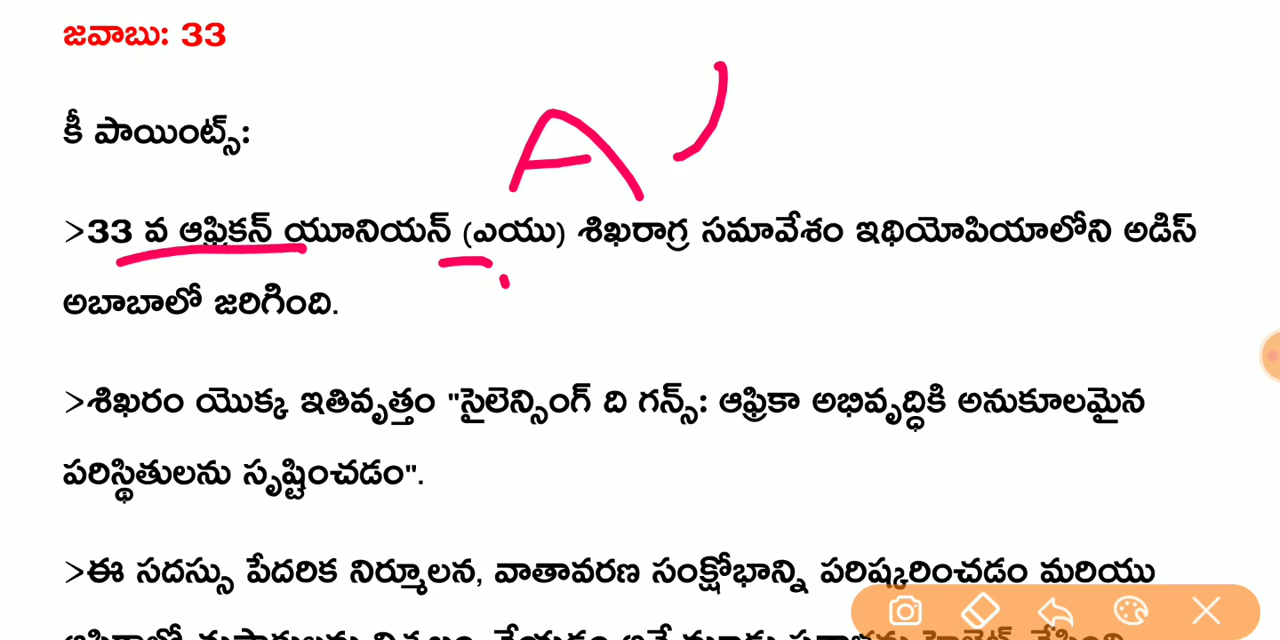 జవాబు: 33
కీ పాయింట్స్:
A
>33 వ ఆఫ్రికన్ యూనియన్ (ఎయు) శిఖరాగ్ర సమావేశం ఇథియోపియాలోని అడిస్
అబాబాలో జరిగింది.
>శిఖరం యొక్క ఇతివృత్తం "సైలెన్సింగ్ ది గన్స్: ఆఫ్రికా అభివృద్ధికి అనుకూలమైన
పరిస్థితులను సృష్టించడం".
>ఈ సదస్సు పేదరిక నిర్మూలన, వాతావరణ సంక్షోభాన్ని పరిష్కరించడం మరియు